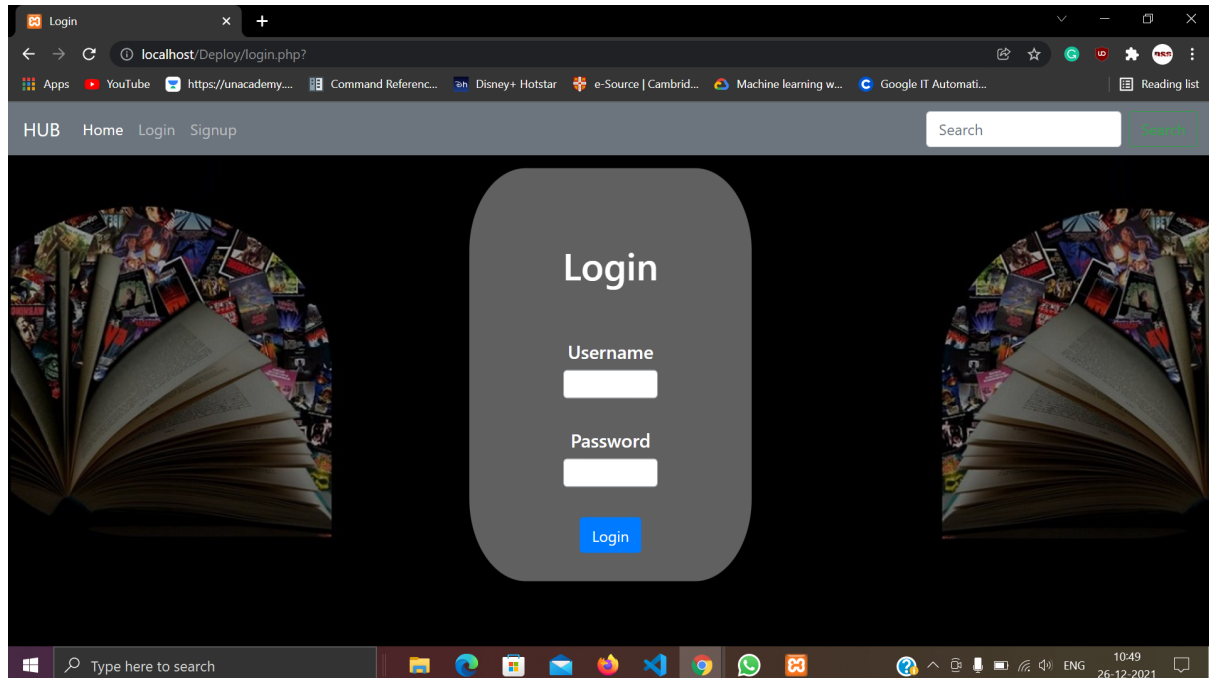 Login
localhost/Deploy/login.php?
Apps YouTube https://unacademy.... Command Referenc... Disney+ Hotstar e-Source | Cambrid... Machine learning w... Google IT Automati... Reading list
HUB Home Login Signup Search Search
Login
Username
Password
Login
Type here to search
ENG
10:49
26-12-2021